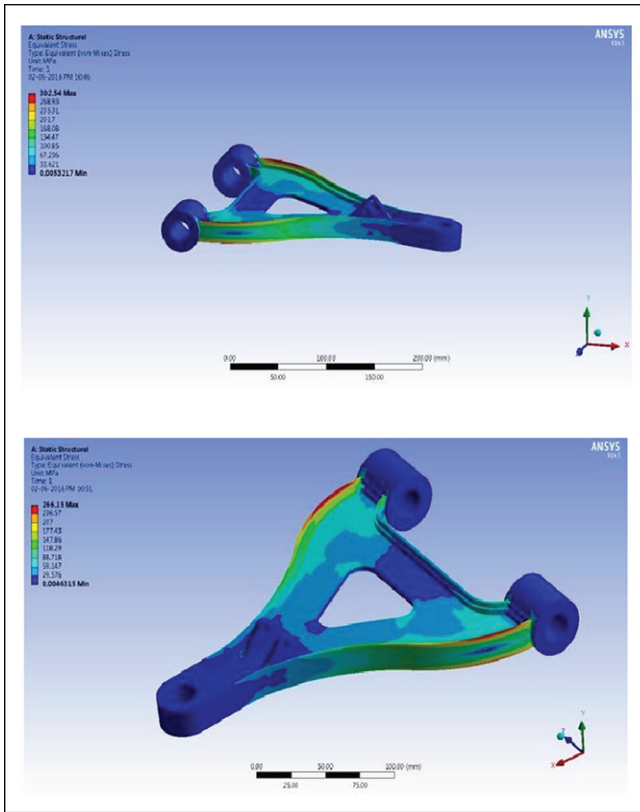 A: Static Structural
Equivalent Stress
Type: Equivalent (von-Mises) Stress
Unit: MPa
Time: 1
02-06-2016 PM 10:46
302.54 Max
268.93
235.31
201.7
168.08
134.47
100.85
67.236
33.621
0.0053217 Min
ANSYS
R14.5
Y
X
0.00
100.00
200.00 (mm)
50.00
150.00
A: Static Structural
Equivalent Stress
Type: Equivalent (von-Mises) Stress
Unit: MPa
Time: 1
02-06-2016 PM 10:51
266.15 Max
236.57
207
177.43
147.86
118.29
88.718
59.147
29.576
0.0046315 Min
ANSYS
R14.5
Y
Z
X
0.00
50.00
100.00 (mm)
25.00
75.00